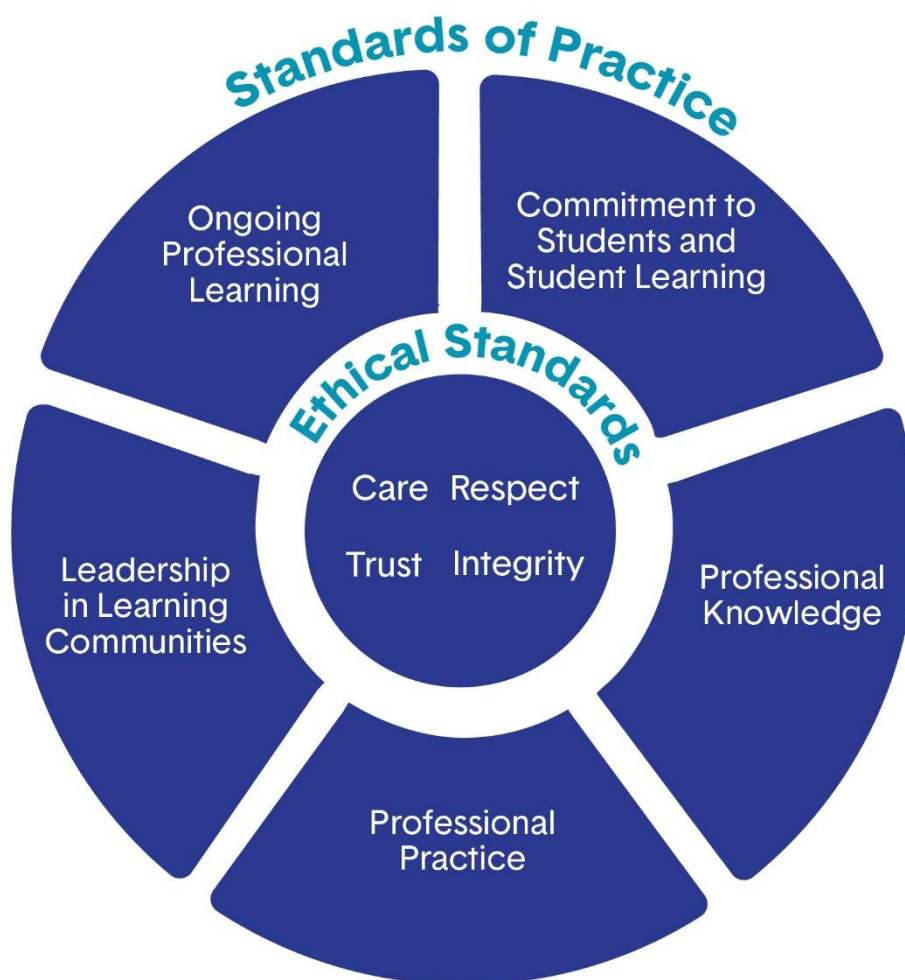 Standards of Practice
Ongoing
Professional
Learning
Commitment to
Students and
Student Learning
Ethical Standards
Care Respect
Trust Integrity
Leadership
in Learning
Communities
Professional
Knowledge
Professional
Practice